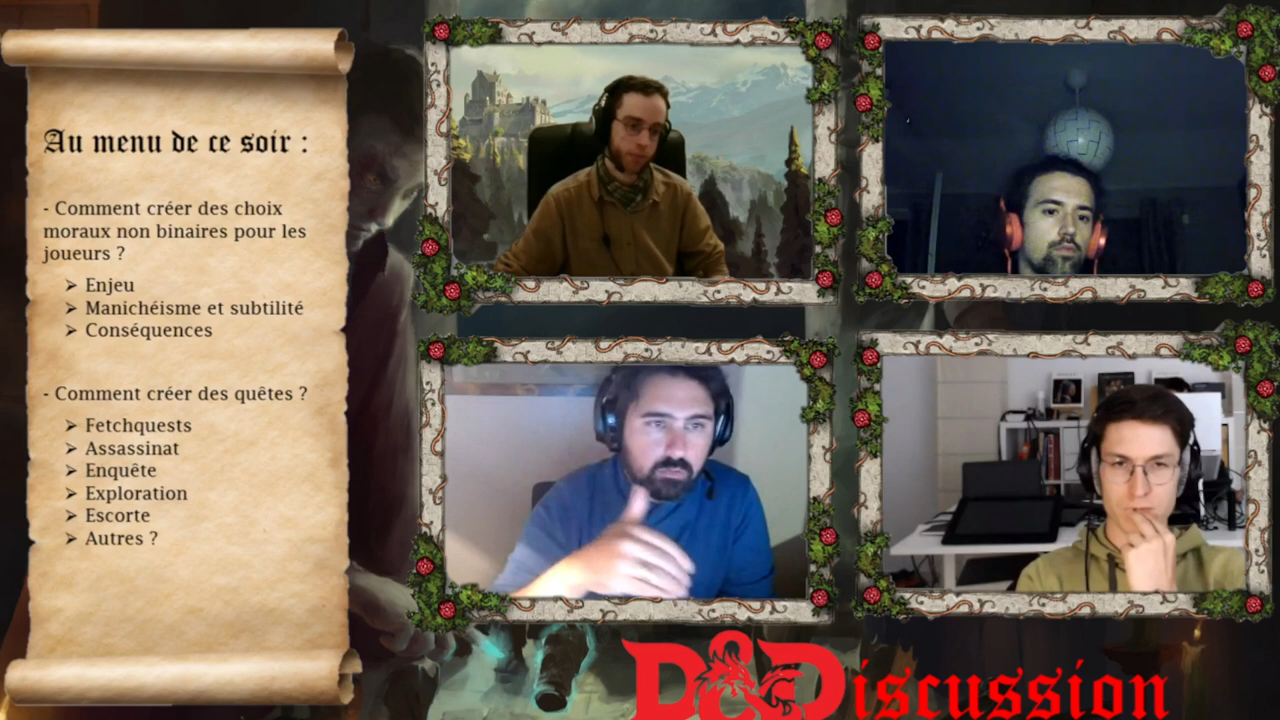 Au menu de ce soir :
- Comment créer des choix
moraux non binaires pour les
joueurs ?
➤ Enjeu
➤ Manichéisme et subtilité
➤ Conséquences
- Comment créer des quêtes ?
➤ Fetchquests
➤ Assassinat
➤ Enquête
➤ Exploration
➤ Escorte
➤ Autres ?
D&Discussion